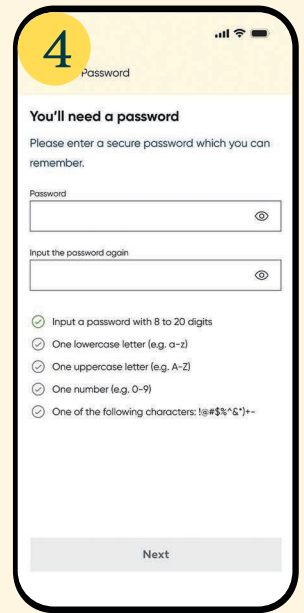 4
Password
You'll need a password
Please enter a secure password which you can
remember.
Password
Input the password again
Input a password with 8 to 20 digits
One lowercase letter (e.g. a-z)
One uppercase letter (e.g. A-Z)
One number (e.g. 0-9)
One of the following characters: !@#$%^&*)+-
Next